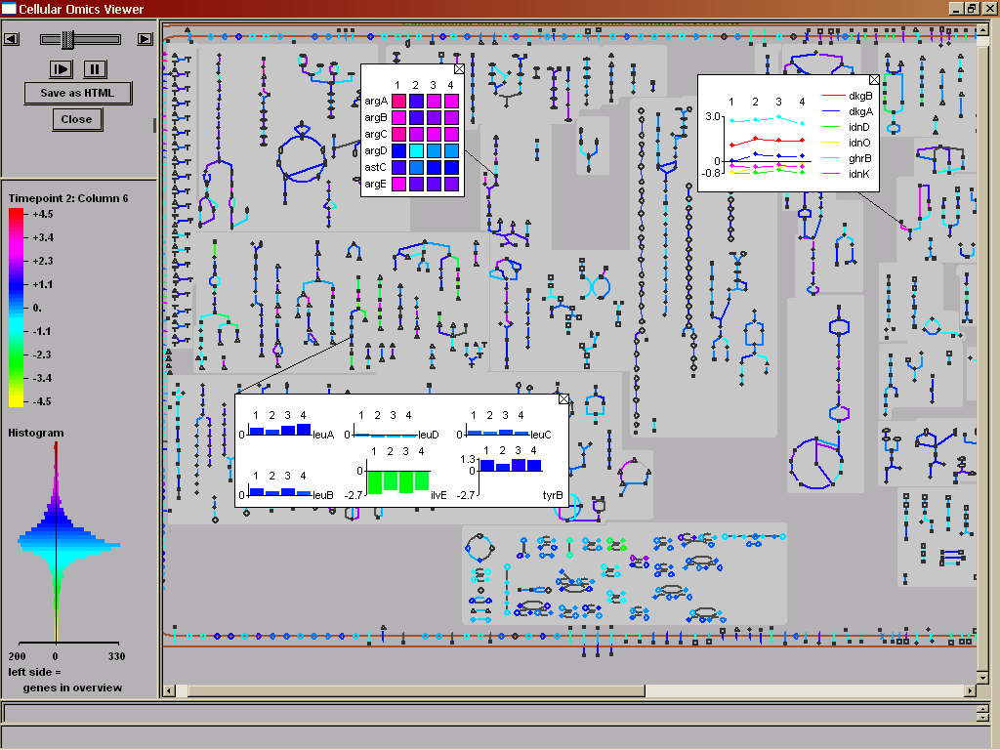 Cellular Omics Viewer
Save as HTML
Close
Timepoint 2: Column 6
+4.5
+3.4
+2.3
+1.1
0.
-1.1
-2.3
-3.4
-4.5
Histogram
200 0 330
left side =
genes in overview
1 2 3 4
argA
argB
argC
argD
astC
argE
1 2 3 4
3.0
0
-0.8
dkgB
dkgA
idnD
idnO
ghrB
idnK
1 2 3 4
0
leuA
1 2 3 4
0
leuD
1 2 3 4
0
leuC
1 2 3 4
0
leuB
1 2 3 4
0
-2.7
ilvE
1 2 3 4
1.3
0
-2.7
tyrB